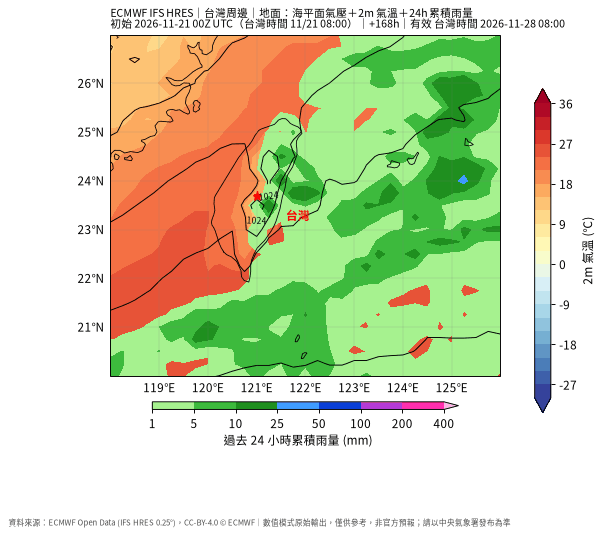 ECMWF IFS HRES｜台灣周邊｜地面：海平面氣壓＋2m 氣溫＋24h 累積雨量
初始 2026-11-21 00Z UTC（台灣時間 11/21 08:00）｜+168h｜有效 台灣時間 2026-11-28 08:00
26°N
25°N
24°N
23°N
22°N
21°N
119°E 120°E 121°E 122°E 123°E 124°E 125°E
1024
1024
台灣
36
27
18
9
0
-9
-18
-27
2m 氣溫 (°C)
1 5 10 25 50 100 200 400
過去 24 小時累積雨量 (mm)
資料來源：ECMWF Open Data (IFS HRES 0.25°)・CC-BY-4.0 © ECMWF｜數值模式原始輸出，僅供參考，非官方預報；請以中央氣象署發布為準